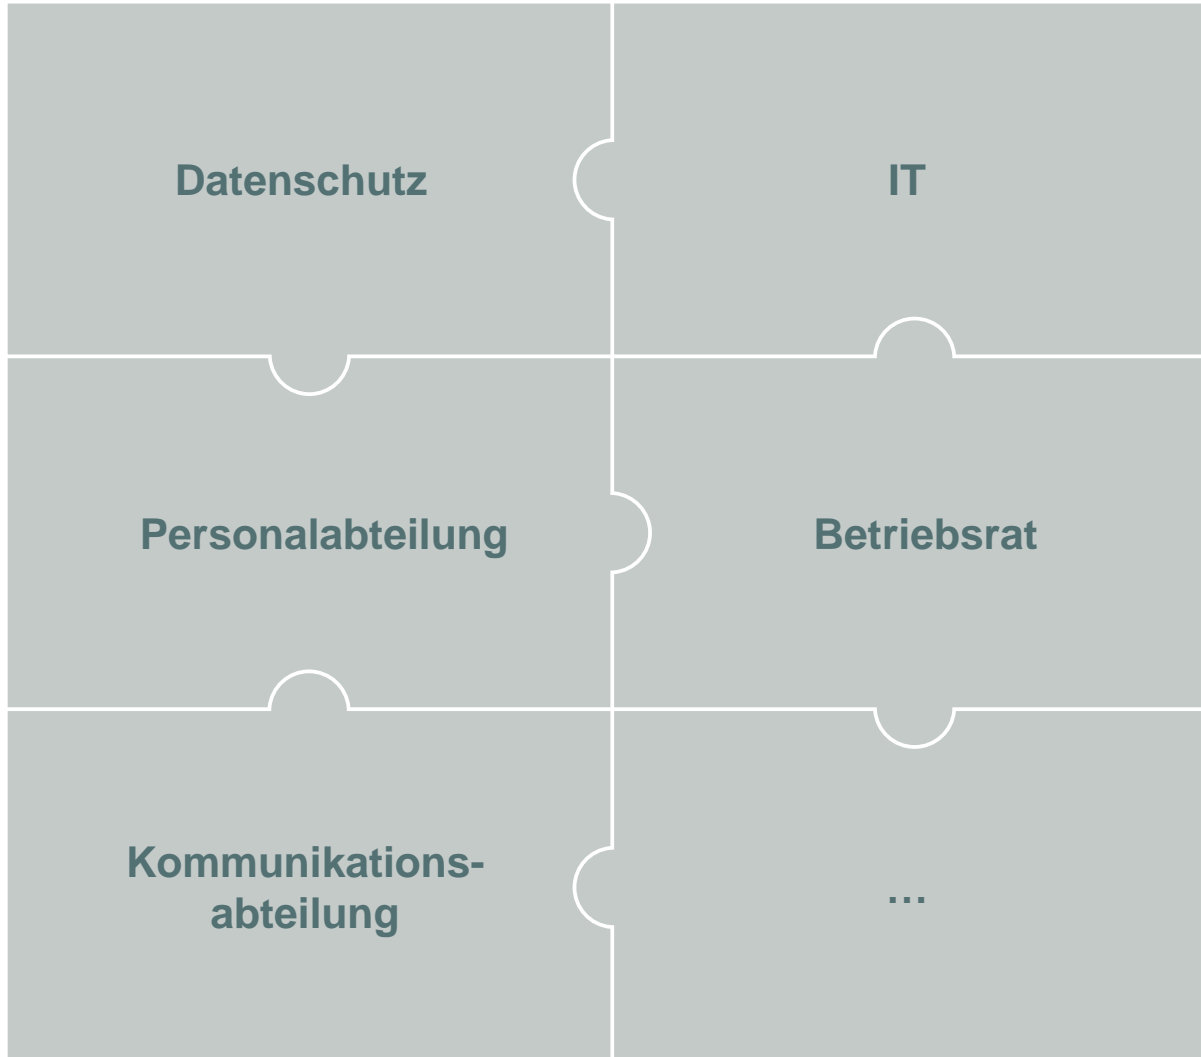 Datenschutz
IT
Personalabteilung
Betriebsrat
Kommunikations-
abteilung
...